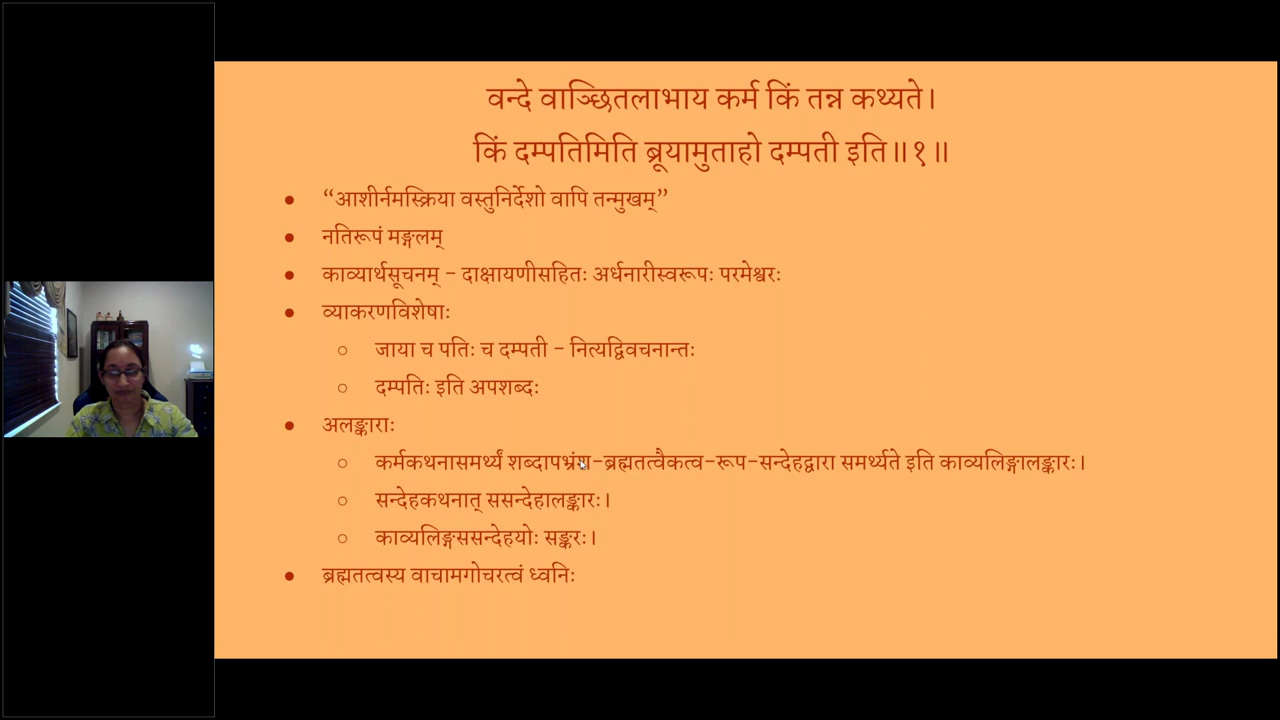 वन्दे वाञ्छितलाभाय कर्म किं तन्न कथ्यते।
किं दम्पतिमिति ब्रूयामुताहो दम्पती इति॥१॥
● “आशीर्नमस्क्रिया वस्तुनिर्देशो वापि तन्मुखम्”
● नतिरूपं मङ्गलम्
● काव्यार्थसूचनम् - दाक्षायणीसहितः अर्धनारीस्वरूपः परमेश्वरः
● व्याकरणविशेषाः
○ जाया च पतिः च दम्पती - नित्यद्विवचनान्तः
○ दम्पतिः इति अपशब्दः
● अलङ्काराः
○ कर्मकथनासमर्थ्यं शब्दापभ्रंश-ब्रह्मतत्वैकत्व-रूप-सन्देहद्वारा समर्थ्यते इति काव्यलिङ्गालङ्कारः।
○ सन्देहकथनात् ससन्देहालङ्कारः।
○ काव्यलिङ्गससन्देहयोः सङ्करः।
● ब्रह्मतत्वस्य वाचामगोचरत्वं ध्वनिः